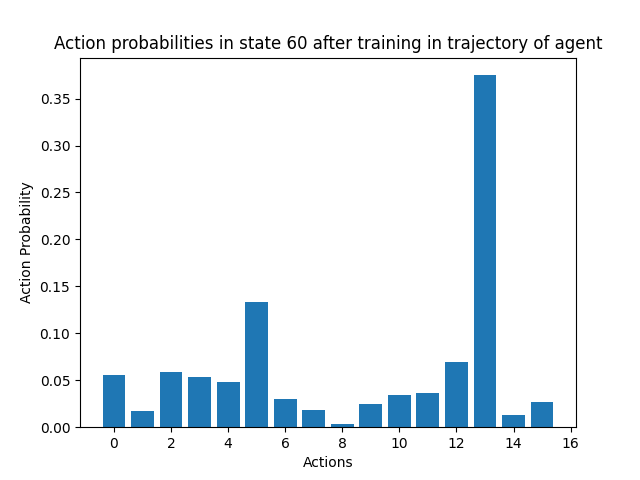 Action probabilities in state 60 after training in trajectory of agent
0.35
0.30
0.25
0.20
0.15
0.10
0.05
0.00
Action Probability
0 2 4 6 8 10 12 14 16
Actions